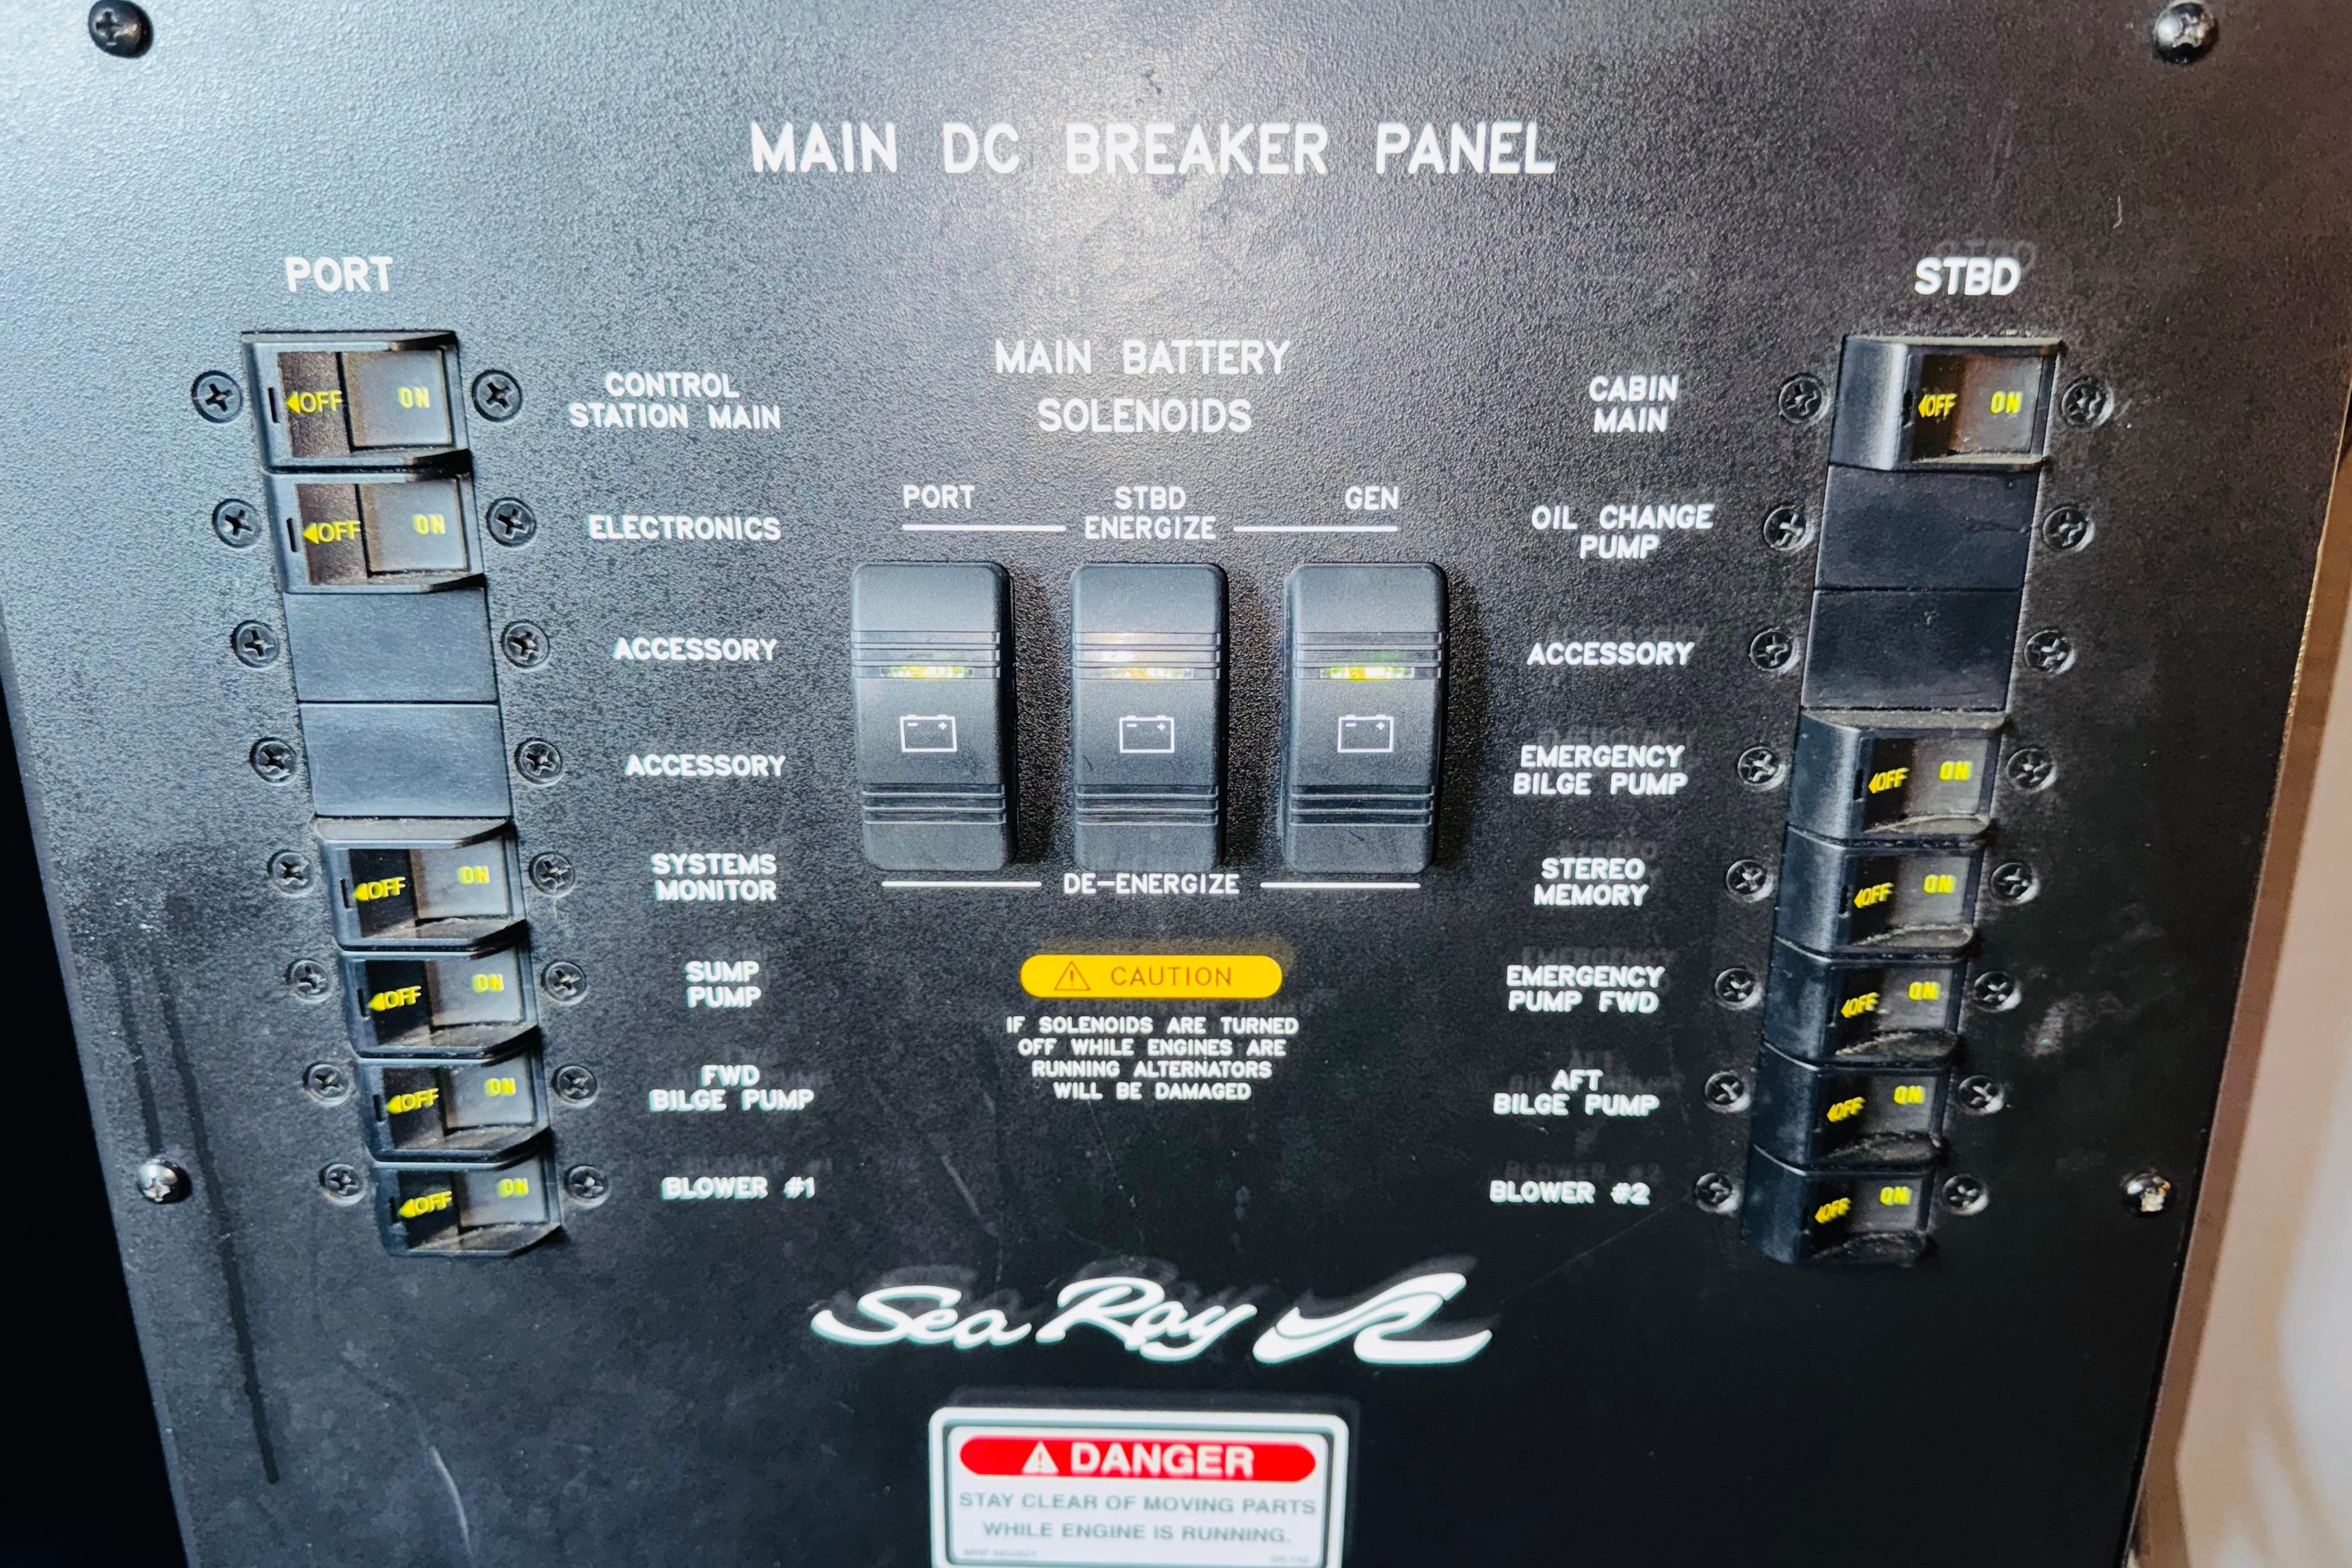 MAIN DC BREAKER PANEL
PORT
OFF ON
CONTROL
STATION MAIN
OFF ON
ELECTRONICS
ACCESSORY
ACCESSORY
OFF ON
SYSTEMS
MONITOR
OFF ON
SUMP
PUMP
OFF ON
FWD
BILGE PUMP
OFF ON
BLOWER #1
MAIN BATTERY
SOLENOIDS
PORT
STBD
GEN
ENERGIZE
- +
- +
- +
DE-ENERGIZE
CAUTION
IF SOLENOIDS ARE TURNED
OFF WHILE ENGINES ARE
RUNNING ALTERNATORS
WILL BE DAMAGED
STBD
CABIN
MAIN
OFF ON
OIL CHANGE
PUMP
ACCESSORY
EMERGENCY
BILGE PUMP
OFF ON
STEREO
MEMORY
OFF ON
EMERGENCY
PUMP FWD
OFF ON
AFT
BILGE PUMP
OFF ON
BLOWER #2
OFF ON
Sea Ray
DANGER
STAY CLEAR OF MOVING PARTS
WHILE ENGINE IS RUNNING.